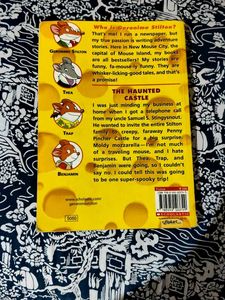 Who Is Geronimo Stilton?
That's me! I run a newspaper, but
my true passion is writing adventure
stories. Here in New Mouse City, the
capital of Mouse Island, my books
are all bestsellers! My stories are
funny, fa-mouse-ly funny. They are
whisker-licking-good tales, and that's
a promise!
GERONIMO STILTON
THEA
TRAP
BENJAMIN
THE HAUNTED
CASTLE
I was just minding my business at
home when I got a telephone call
from my uncle Samuel S. Stingysnout.
He wanted to invite the entire Stilton
family to creepy, faraway Penny
Pincher Castle for a big surprise!
Moldy mozzarella — I'm not much
of a traveling mouse, and I hate
surprises. But Thea, Trap, and
Benjamin were going, so I couldn't
say no. I could tell this was going
to be one super-spooky trip!
www.scholastic.com/
geronimostilton
SCHOLASTIC